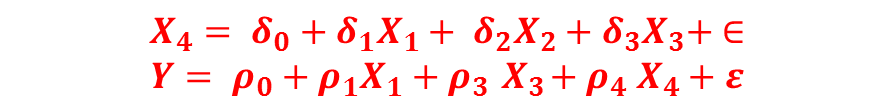 X₄ = δ₀ + δ₁X₁ + δ₂X₂ + δ₃X₃+ ∈
Y = ρ₀ + ρ₁X₁ + ρ₃ X₃ + ρ₄ X₄ + ε